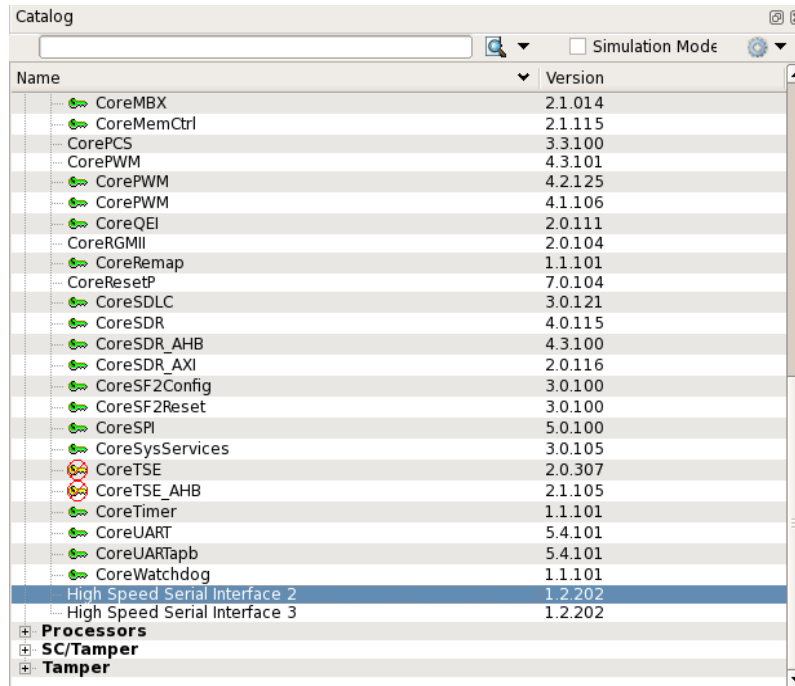 Catalog
Simulation Mode
Name Version
CoreMBX 2.1.014
CoreMemCtrl 2.1.115
CorePCS 3.3.100
CorePWM 4.3.101
CorePWM 4.2.125
CorePWM 4.1.106
CoreQEI 2.0.111
CoreRGMII 2.0.104
CoreRemap 1.1.101
CoreResetP 7.0.104
CoreSDLC 3.0.121
CoreSDR 4.0.115
CoreSDR_AHB 4.3.100
CoreSDR_AXI 2.0.116
CoreSF2Config 3.0.100
CoreSF2Reset 3.0.100
CoreSPI 5.0.100
CoreSysServices 3.0.105
CoreTSE 2.0.307
CoreTSE_AHB 2.1.105
CoreTimer 1.1.101
CoreUART 5.4.101
CoreUARTapb 5.4.101
CoreWatchdog 1.1.101
High Speed Serial Interface 2 1.2.202
High Speed Serial Interface 3 1.2.202
Processors
SC/Tamper
Tamper